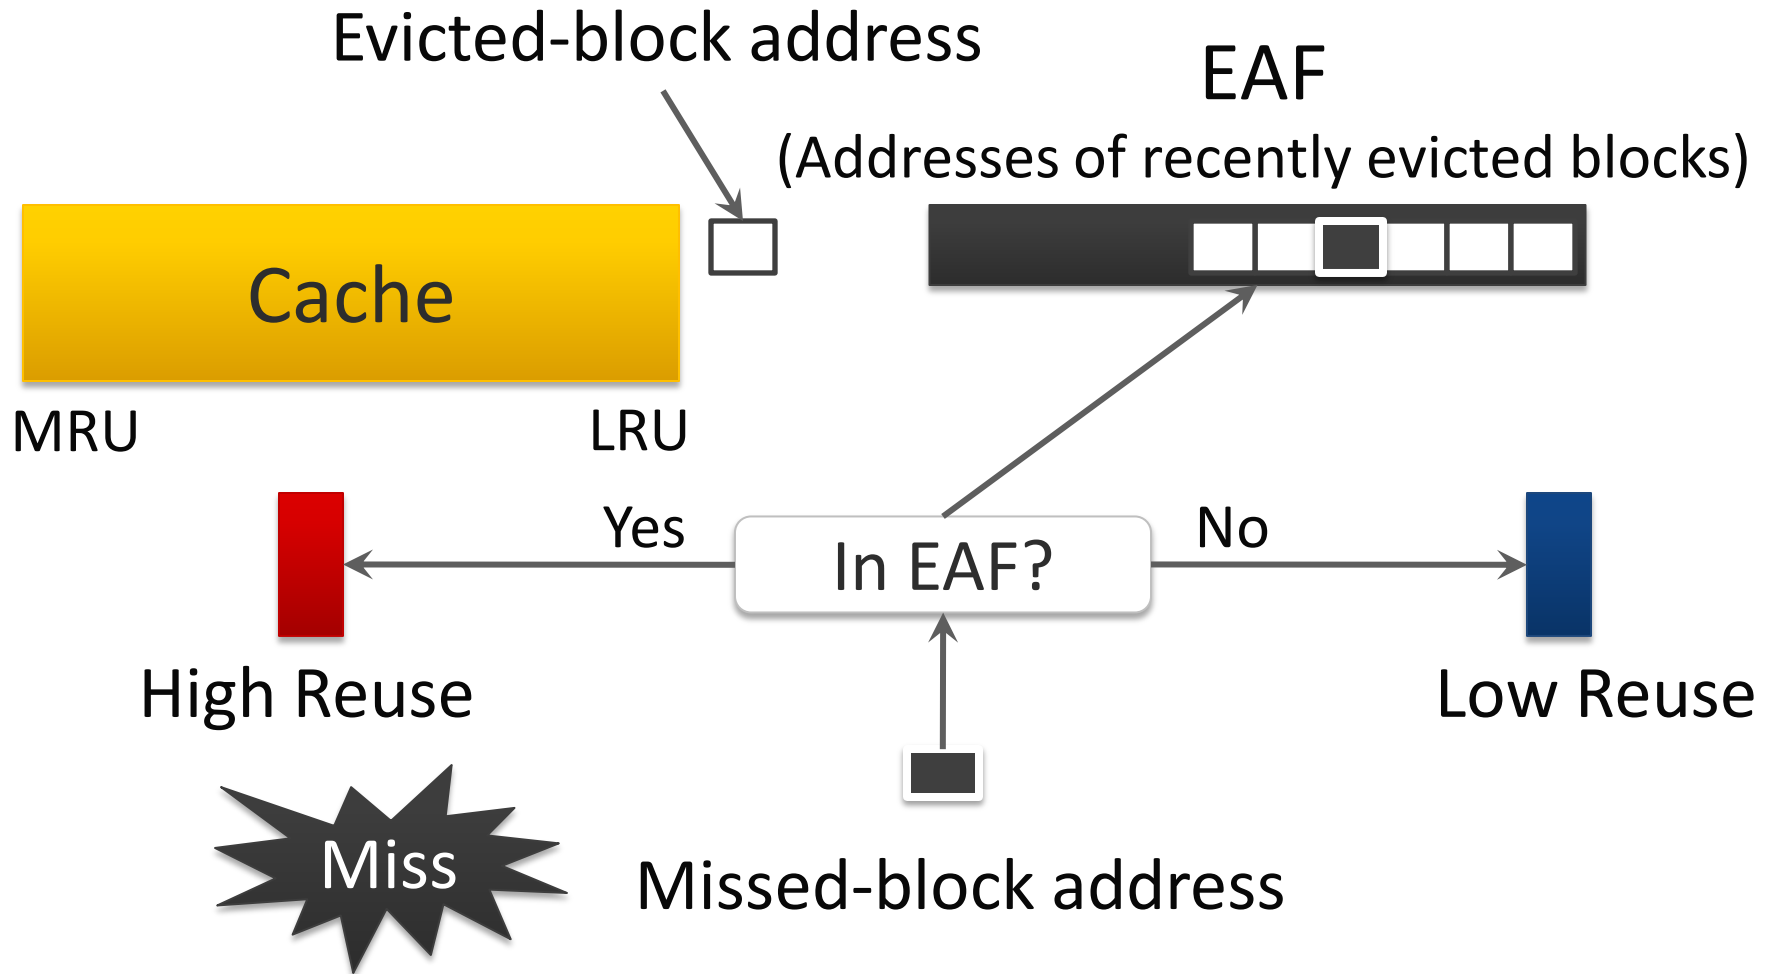 Evicted-block address
EAF
(Addresses of recently evicted blocks)
Cache
MRU
LRU
Yes
In EAF?
No
High Reuse
Low Reuse
Miss
Missed-block address